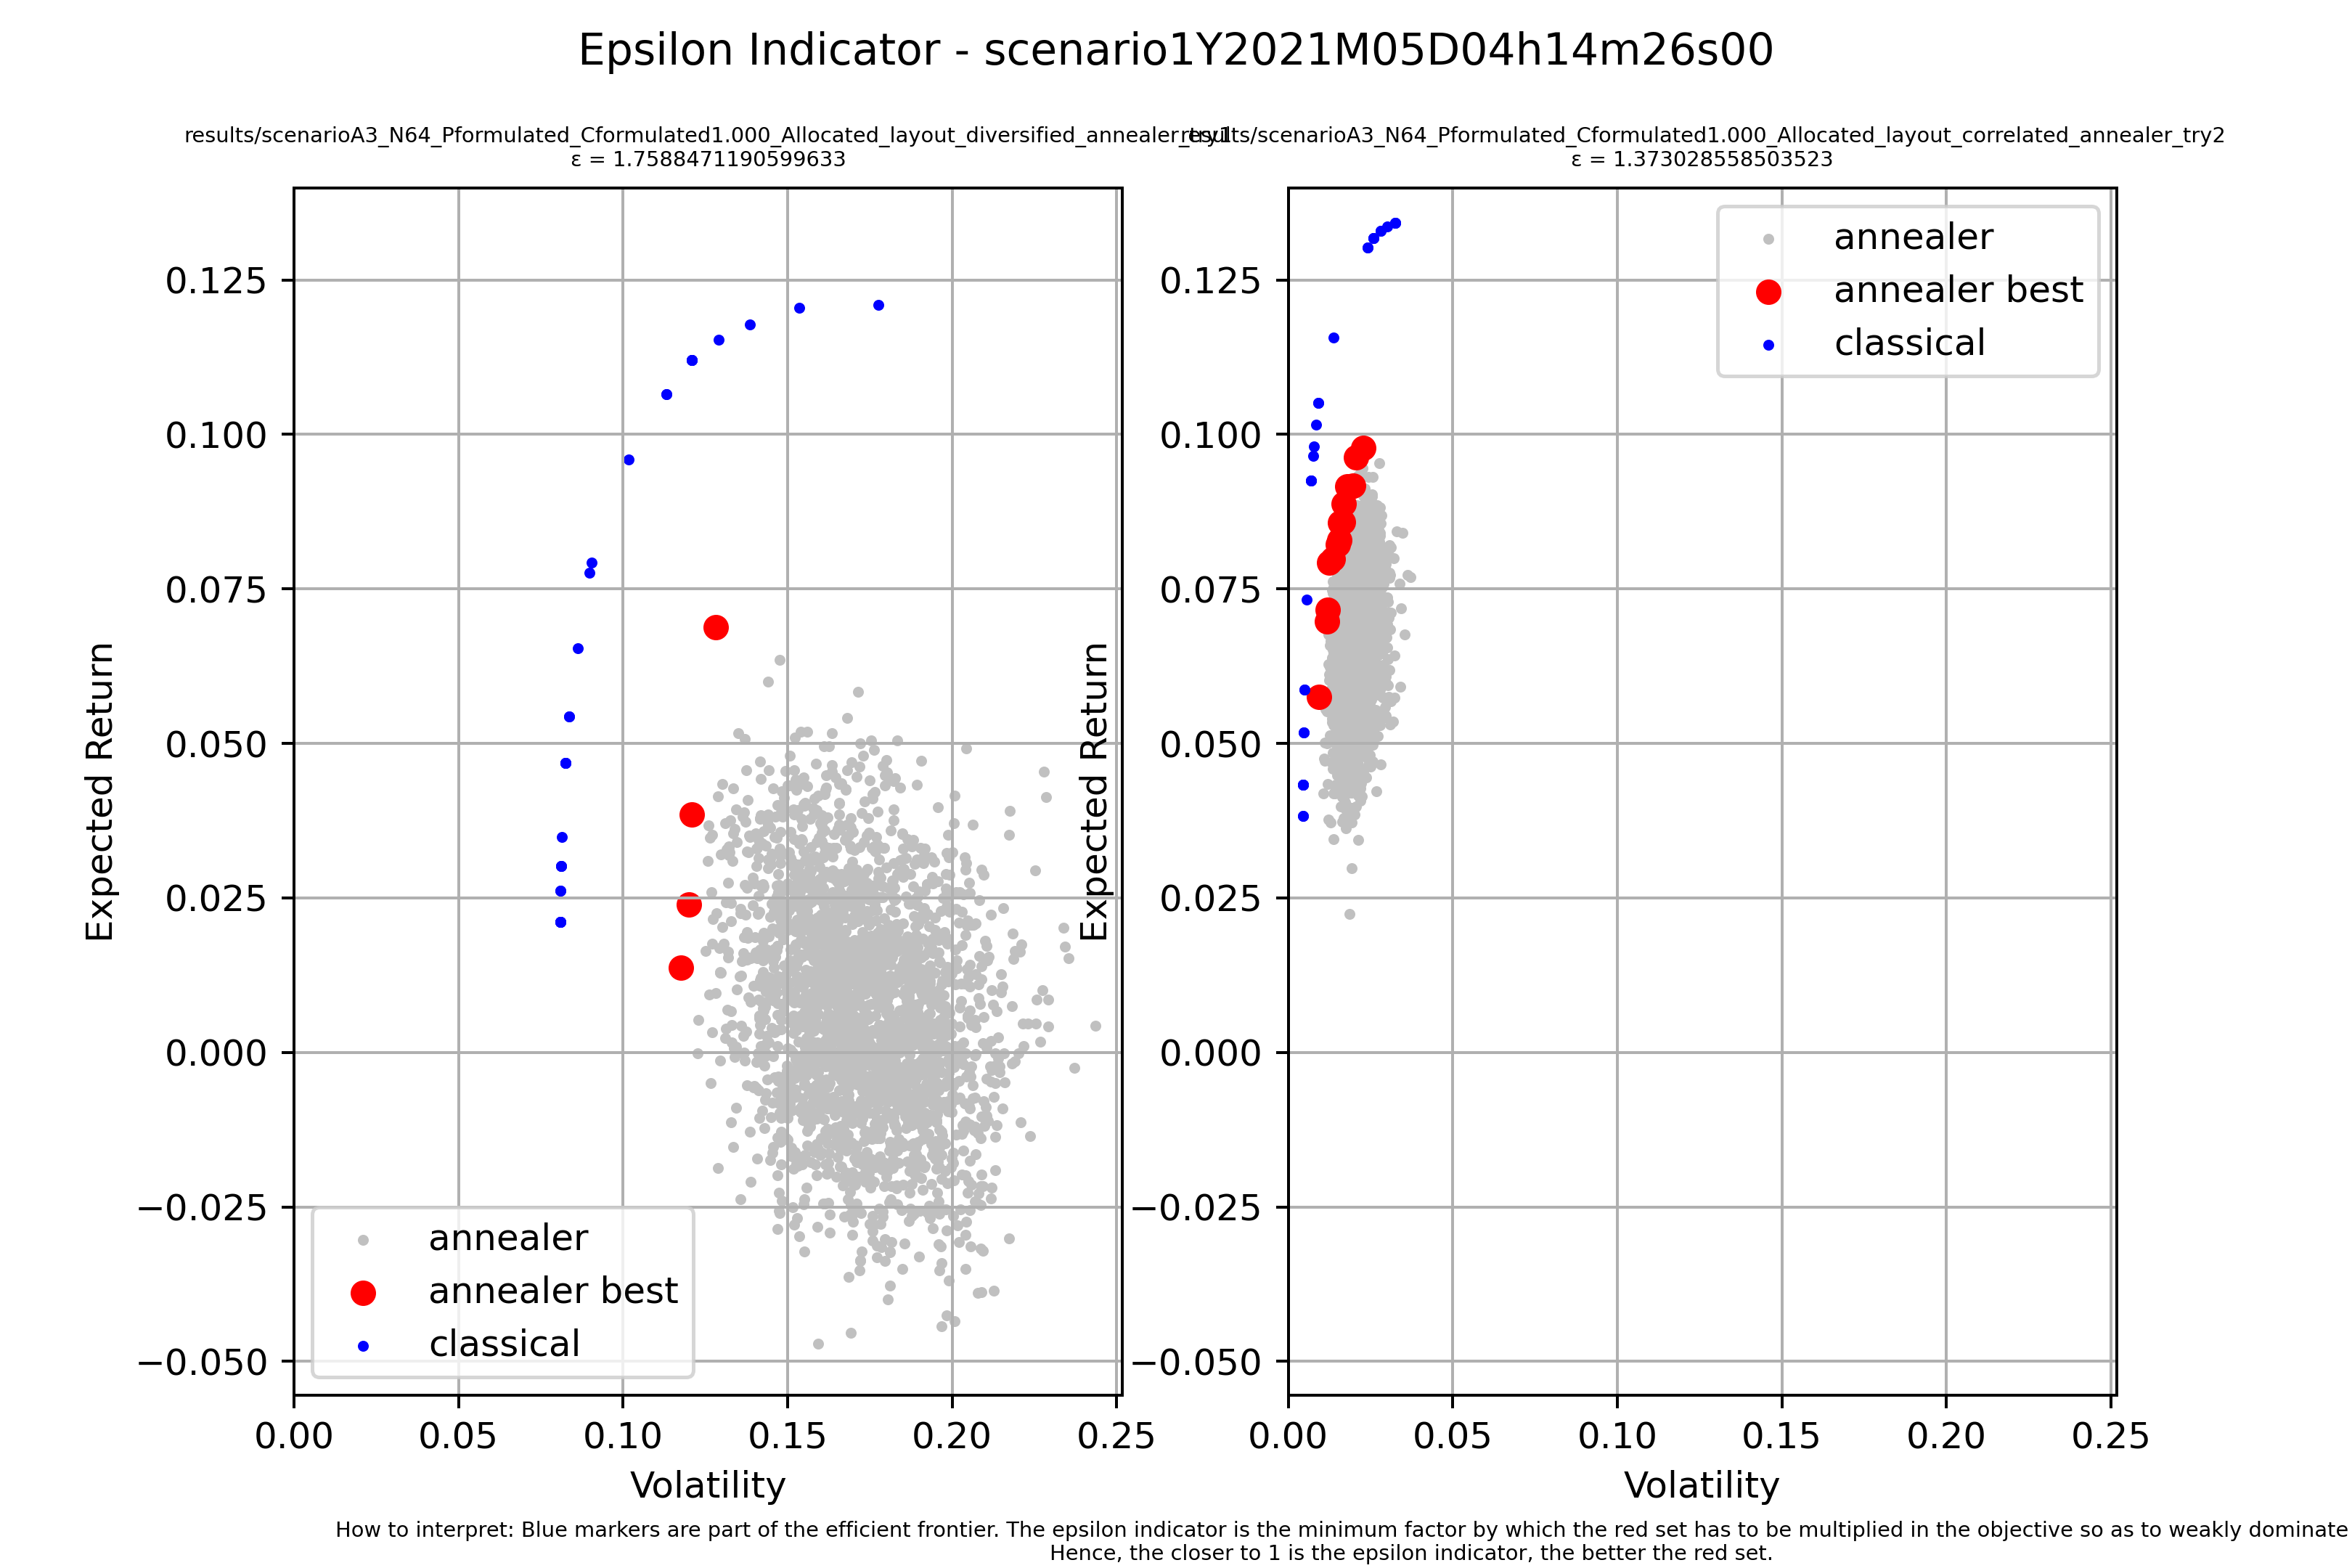 Epsilon Indicator - scenario1Y2021M05D04h14m26s00
results/scenarioA3_N64_Pformulated_Cformulated1.000_Allocated_layout_diversified_annealer_try1
ε = 1.7588471190599633
0.125
0.100
0.075
0.050
0.025
0.000
−0.025
−0.050
Expected Return
annealer
annealer best
classical
0.00 0.05 0.10 0.15 0.20 0.25
Volatility
results/scenarioA3_N64_Pformulated_Cformulated1.000_Allocated_layout_correlated_annealer_try2
ε = 1.373028558503523
0.125
0.100
0.075
0.050
0.025
0.000
−0.025
−0.050
Expected Return
annealer
annealer best
classical
0.00 0.05 0.10 0.15 0.20 0.25
Volatility
How to interpret: Blue markers are part of the efficient frontier. The epsilon indicator is the minimum factor by which the red set has to be multiplied in the objective so as to weakly dominate
Hence, the closer to 1 is the epsilon indicator, the better the red set.